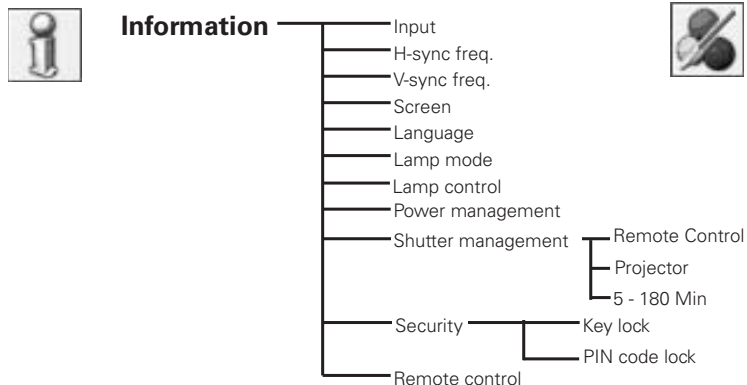 Information
Input
H-sync freq.
V-sync freq.
Screen
Language
Lamp mode
Lamp control
Power management
Shutter management
Remote Control
Projector
5 - 180 Min
Security
Key lock
PIN code lock
Remote control